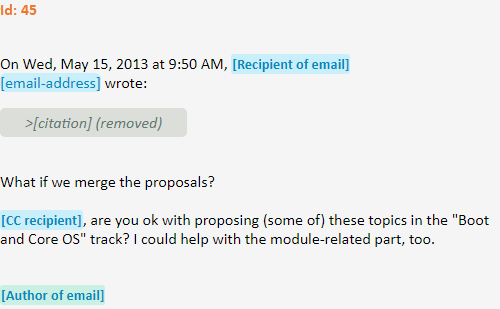 Id: 45
On Wed, May 15, 2013 at 9:50 AM, [Recipient of email]
[email-address] wrote:
>[citation] (removed)
What if we merge the proposals?
[CC recipient], are you ok with proposing (some of) these topics in the "Boot
and Core OS" track? I could help with the module-related part, too.
[Author of email]